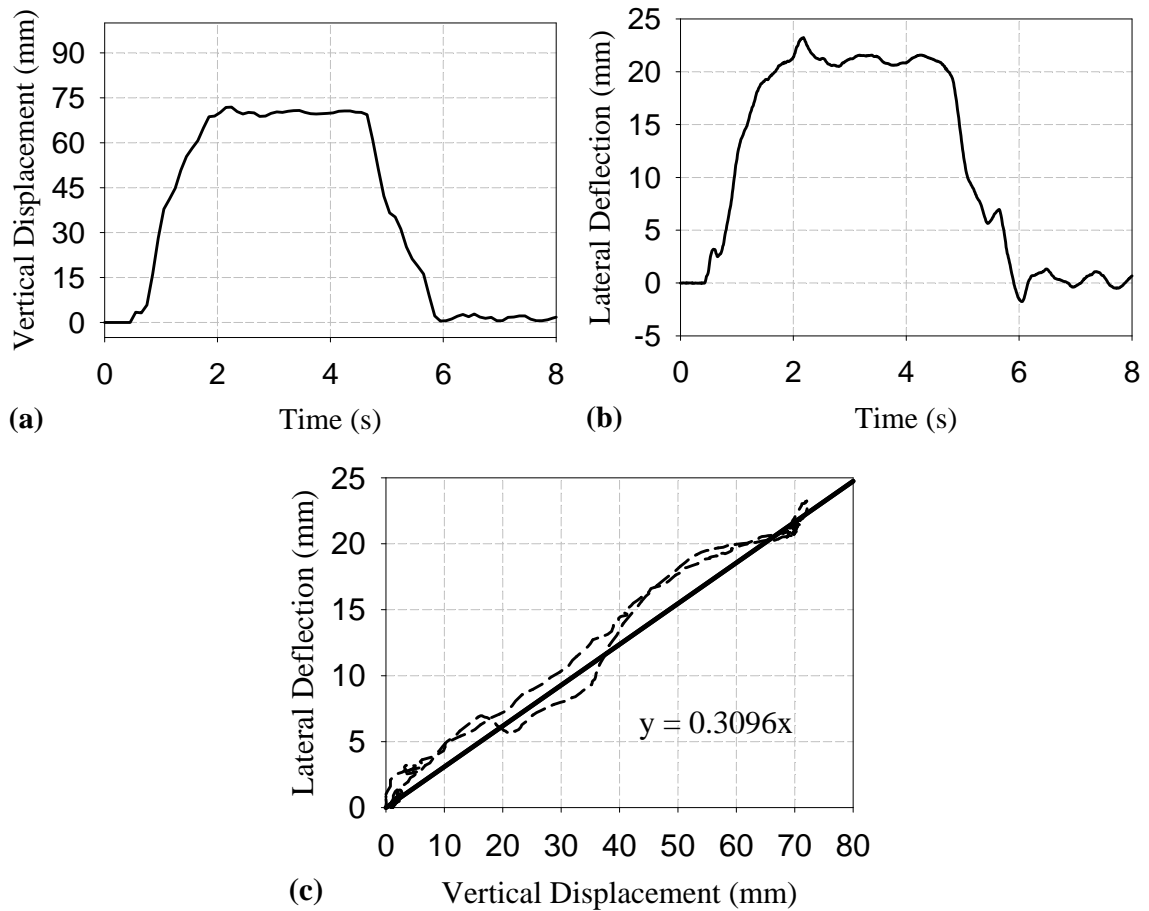 Vertical Displacement (mm)
90
75
60
45
30
15
0
0 2 4 6 8
(a) Time (s)
Lateral Deflection (mm)
25
20
15
10
5
0
-5
0 2 4 6 8
(b) Time (s)
Lateral Deflection (mm)
25
20
15
10
5
0
y = 0.3096x
0 10 20 30 40 50 60 70 80
(c) Vertical Displacement (mm)